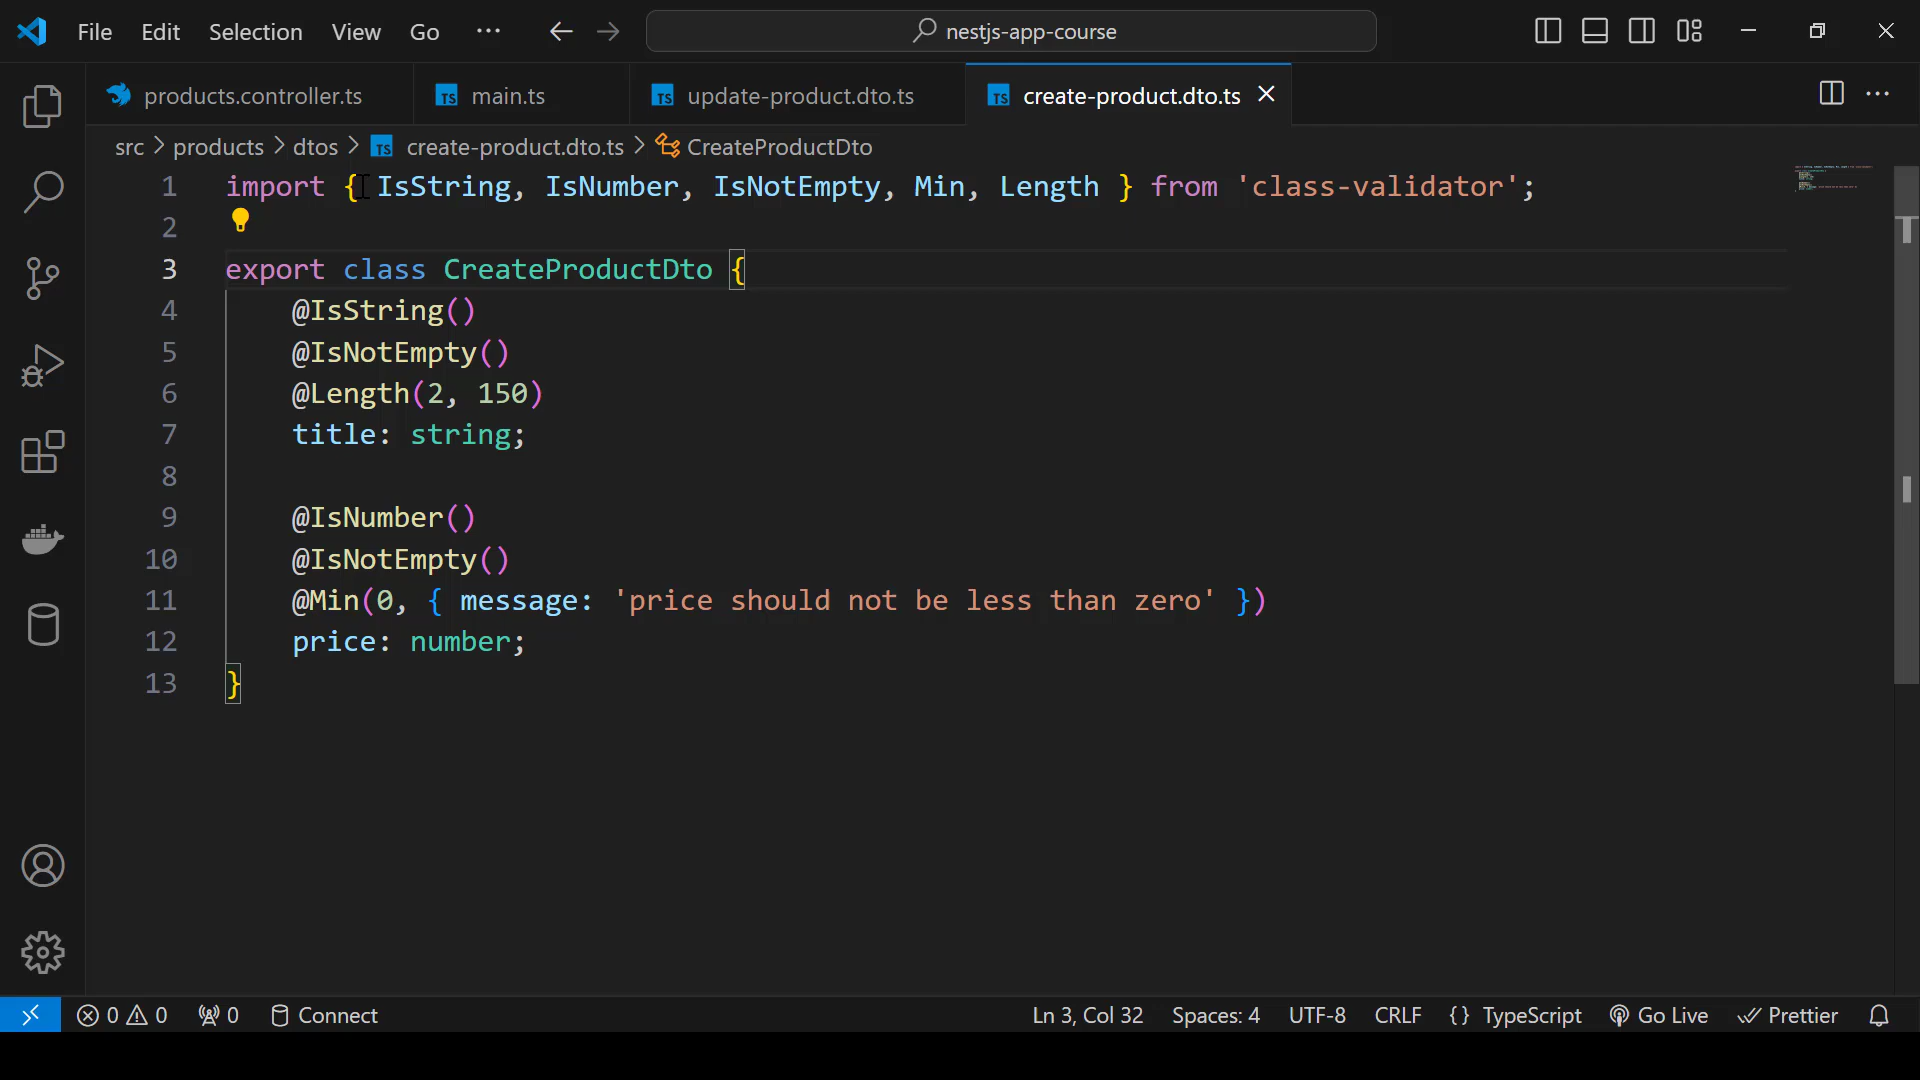 File Edit Selection View Go ··· nestjs-app-course
products.controller.ts main.ts update-product.dto.ts create-product.dto.ts
src > products > dtos > create-product.dto.ts > CreateProductDto
1 import { IsString, IsNumber, IsNotEmpty, Min, Length } from 'class-validator';
2
3 export class CreateProductDto {
4     @IsString()
5     @IsNotEmpty()
6     @Length(2, 150)
7     title: string;
8
9     @IsNumber()
10     @IsNotEmpty()
11     @Min(0, { message: 'price should not be less than zero' })
12     price: number;
13 }
0 0 0 Connect Ln 3, Col 32 Spaces: 4 UTF-8 CRLF {} TypeScript Go Live Prettier